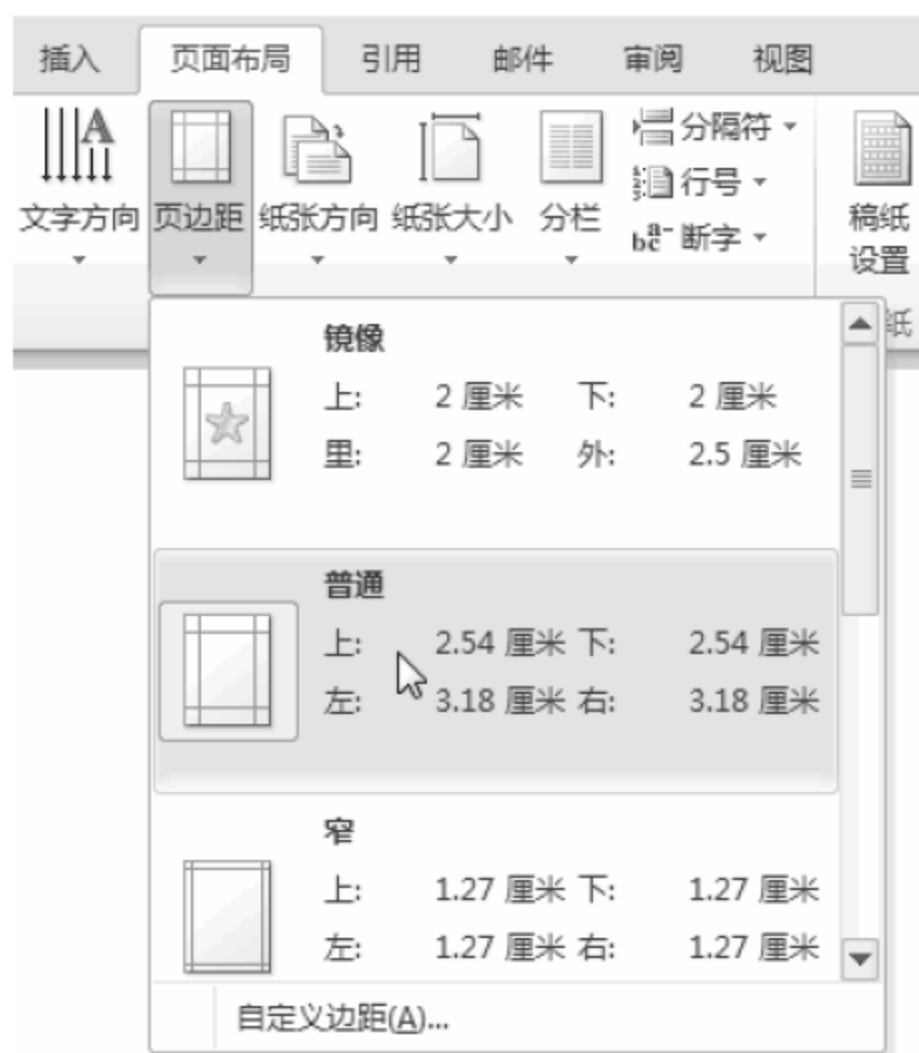 插入 页面布局 引用 邮件 审阅 视图
文字方向 页边距 纸张方向 纸张大小 分栏
分隔符
行号
断字
稿纸
设置
纸
镜像
上: 2 厘米 下: 2 厘米
里: 2 厘米 外: 2.5 厘米
普通
上: 2.54 厘米 下: 2.54 厘米
左: 3.18 厘米 右: 3.18 厘米
窄
上: 1.27 厘米 下: 1.27 厘米
左: 1.27 厘米 右: 1.27 厘米
自定义边距(A)...